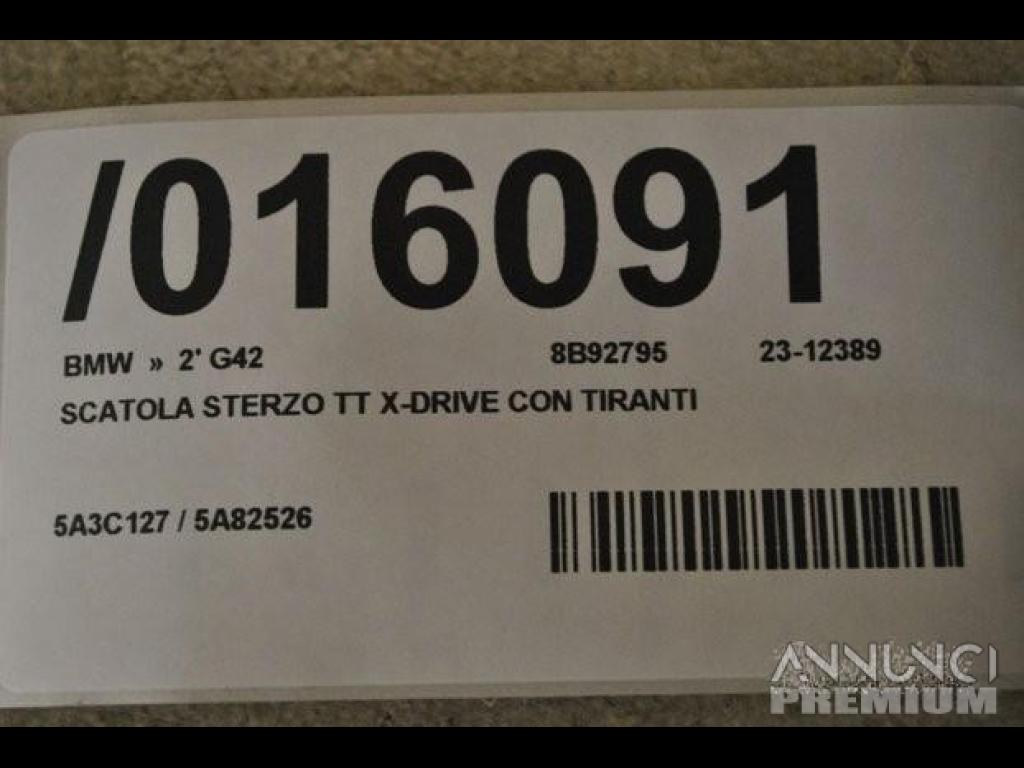 /016091
BMW » 2' G42 8B92795 23-12389
SCATOLA STERZO TT X-DRIVE CON TIRANTI
5A3C127 / 5A82526
ANNUNCI
PREMIUM